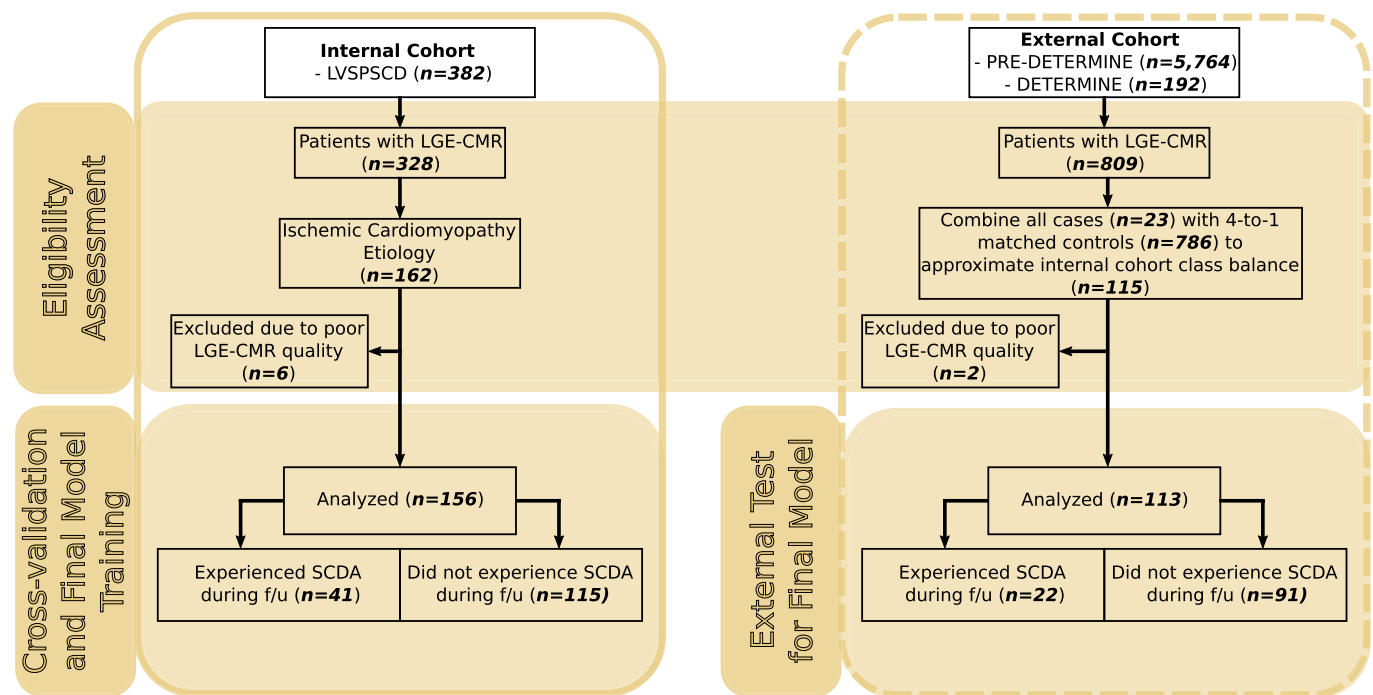 Internal Cohort
- LVSPSCD (n=382)
Patients with LGE-CMR
(n=328)
Ischemic Cardiomyopathy
Etiology
(n=162)
Excluded due to poor
LGE-CMR quality
(n=6)
Analyzed (n=156)
Experienced SCDA
during f/u (n=41)
Did not experience SCDA
during f/u (n=115)
External Cohort
- PRE-DETERMINE (n=5,764)
- DETERMINE (n=192)
Patients with LGE-CMR
(n=809)
Combine all cases (n=23) with 4-to-1
matched controls (n=786) to
approximate internal cohort class balance
(n=115)
Excluded due to poor
LGE-CMR quality
(n=2)
Analyzed (n=113)
Experienced SCDA
during f/u (n=22)
Did not experience SCDA
during f/u (n=91)
Eligibility
Assessment
Cross-validation
and Final Model
Training
External Test
for Final Model